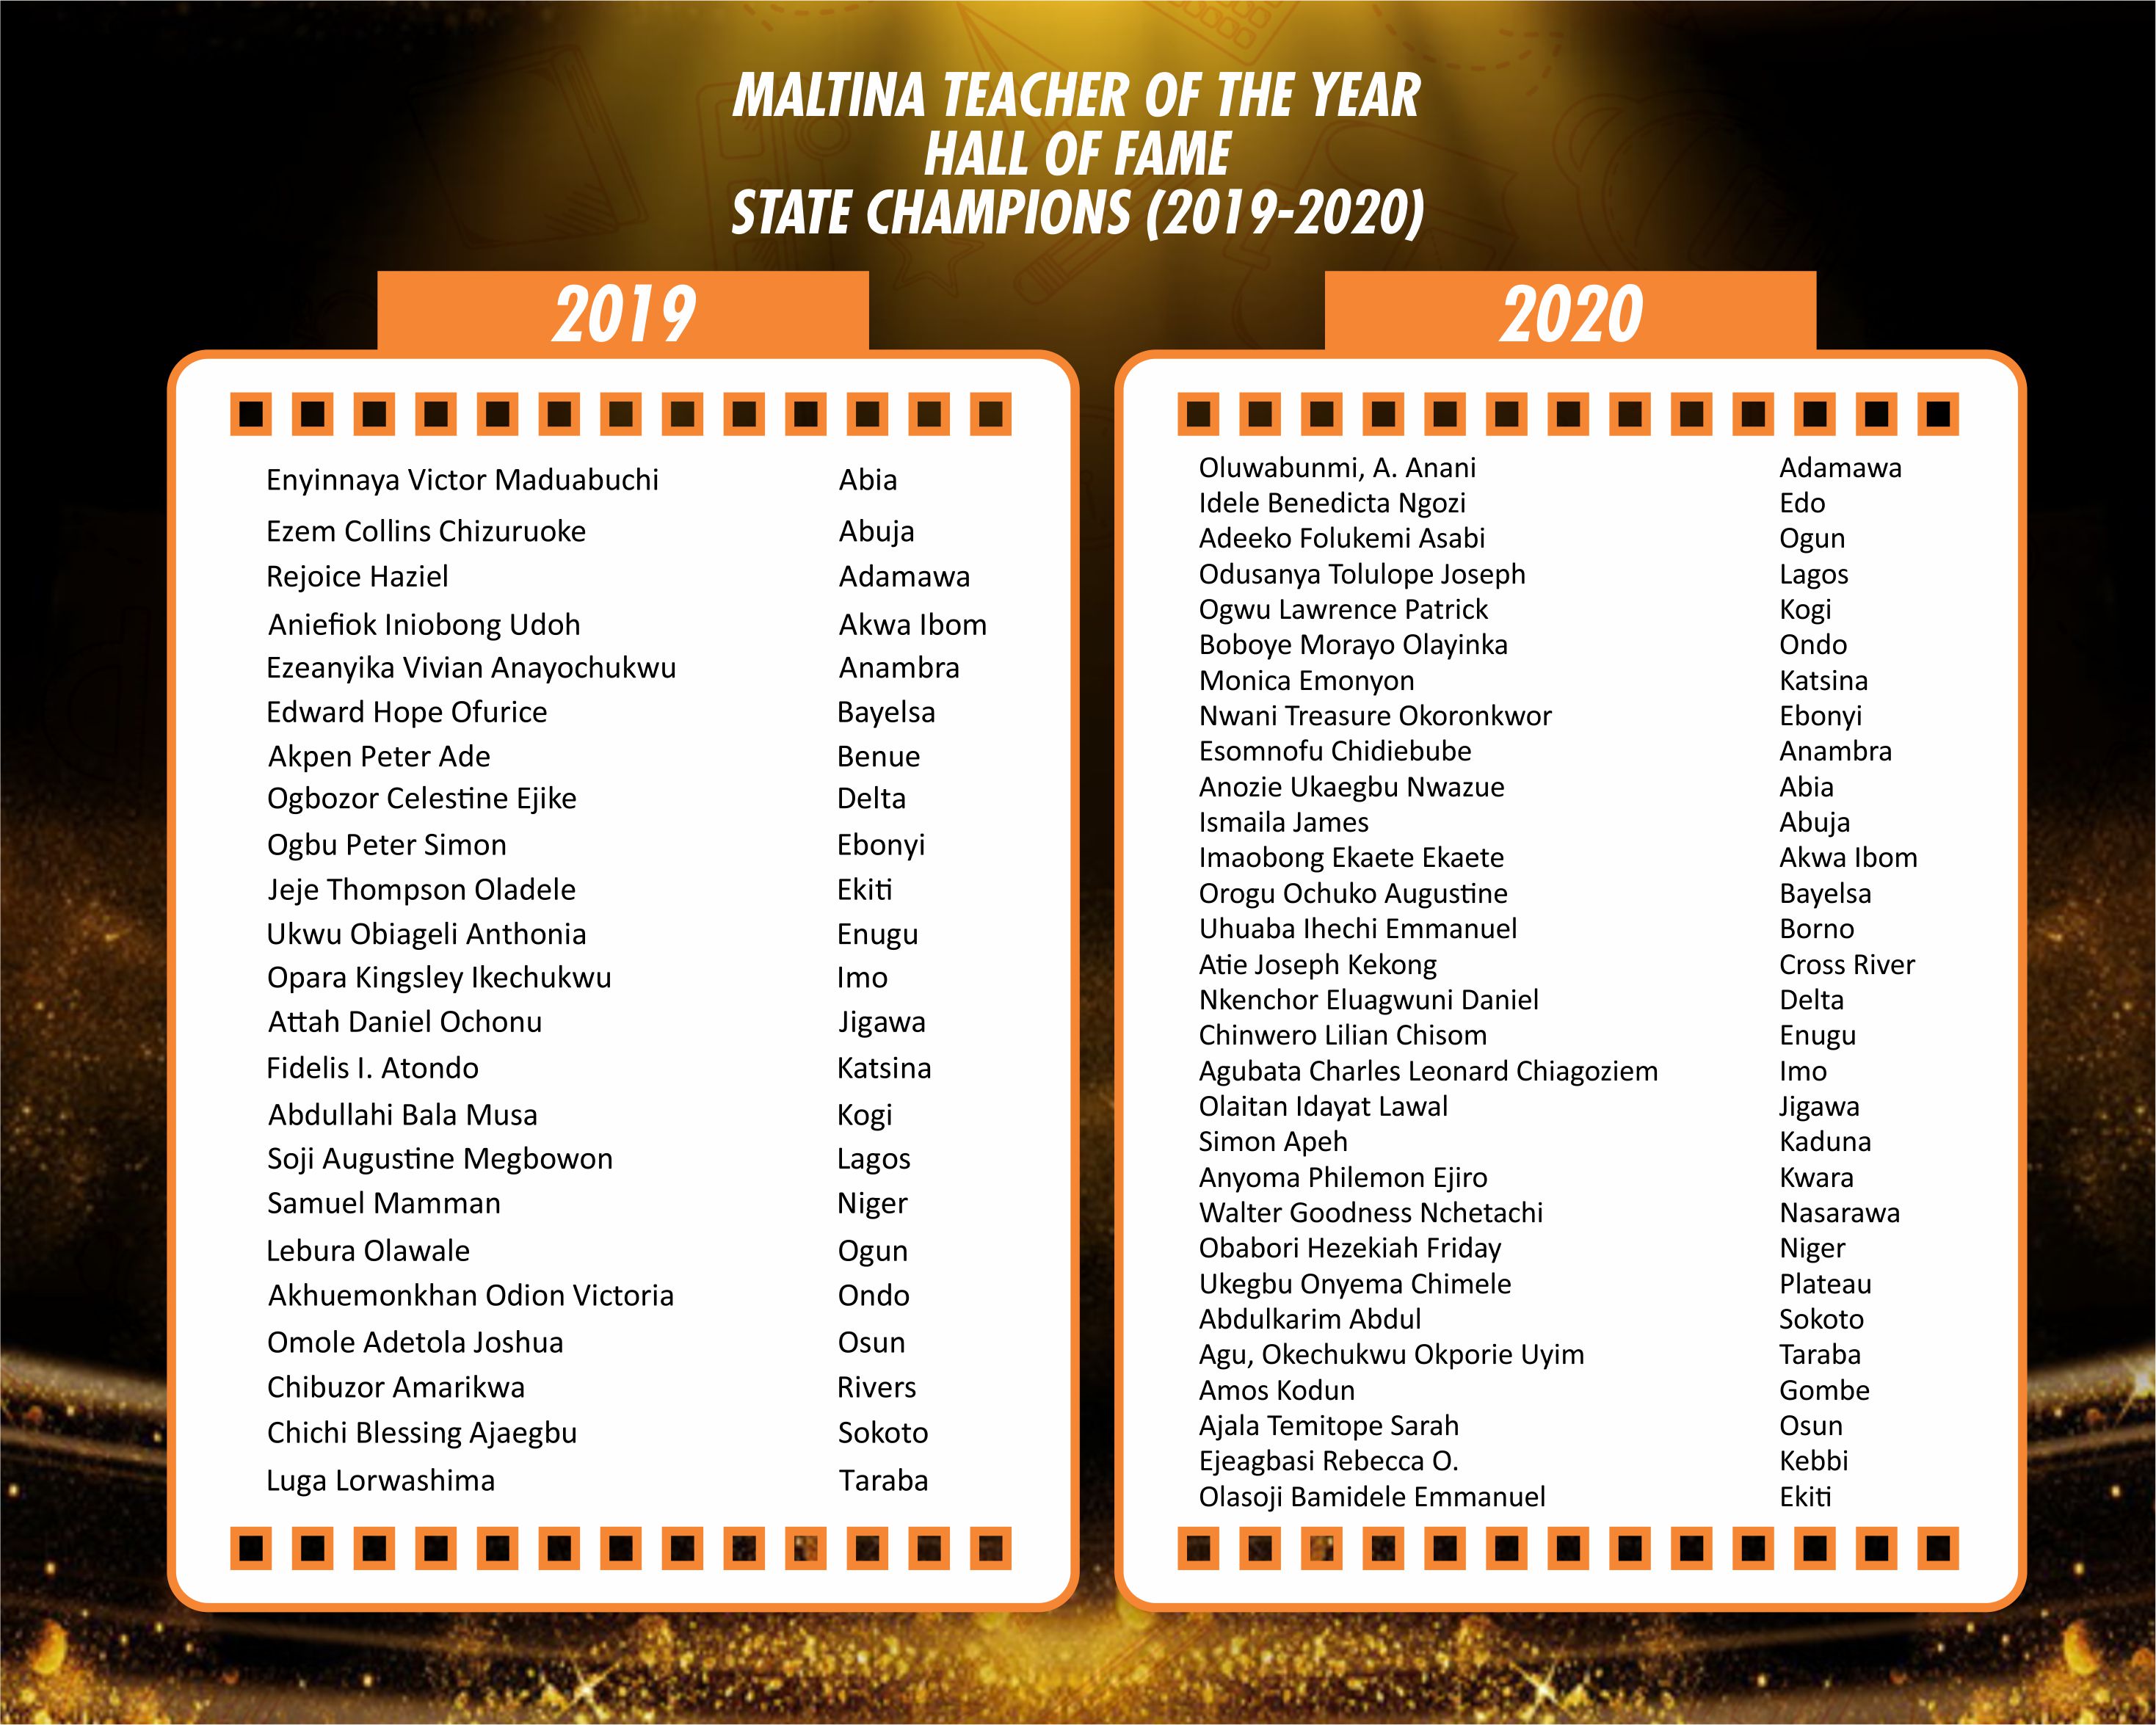 MALTINA TEACHER OF THE YEAR
HALL OF FAME
STATE CHAMPIONS (2019-2020)
2019
Enyinnaya Victor Maduabuchi Abia
Ezem Collins Chizuruoke Abuja
Rejoice Haziel Adamawa
Aniefiok Iniobong Udoh Akwa Ibom
Ezeanyika Vivian Anayochukwu Anambra
Edward Hope Ofurice Bayelsa
Akpen Peter Ade Benue
Ogbozor Celestine Ejike Delta
Ogbu Peter Simon Ebonyi
Jeje Thompson Oladele Ekiti
Ukwu Obiageli Anthonia Enugu
Opara Kingsley Ikechukwu Imo
Attah Daniel Ochonu Jigawa
Fidelis I. Atondo Katsina
Abdullahi Bala Musa Kogi
Soji Augustine Megbowon Lagos
Samuel Mamman Niger
Lebura Olawale Ogun
Akhuemonkhan Odion Victoria Ondo
Omole Adetola Joshua Osun
Chibuzor Amarikwa Rivers
Chichi Blessing Ajaegbu Sokoto
Luga Lorwashima Taraba
2020
Oluwabunmi, A. Anani Adamawa
Idele Benedicta Ngozi Edo
Adeeko Folukemi Asabi Ogun
Odusanya Tolulope Joseph Lagos
Ogwu Lawrence Patrick Kogi
Boboye Morayo Olayinka Ondo
Monica Emonyon Katsina
Nwani Treasure Okoronkwor Ebonyi
Esomnofu Chidiebube Anambra
Anozie Ukaegbu Nwazue Abia
Ismaila James Abuja
Imaobong Ekaete Ekaete Akwa Ibom
Orogu Ochuko Augustine Bayelsa
Uhuaba Ihechi Emmanuel Borno
Atie Joseph Kekong Cross River
Nkenchor Eluagwuni Daniel Delta
Chinwero Lilian Chisom Enugu
Agubata Charles Leonard Chiagoziem Imo
Olaitan Idayat Lawal Jigawa
Simon Apeh Kaduna
Anyoma Philemon Ejiro Kwara
Walter Goodness Nchetachi Nasarawa
Obabori Hezekiah Friday Niger
Ukegbu Onyema Chimele Plateau
Abdulkarim Abdul Sokoto
Agu, Okechukwu Okporie Uyim Taraba
Amos Kodun Gombe
Ajala Temitope Sarah Osun
Ejeagbasi Rebecca O. Kebbi
Olasoji Bamidele Emmanuel Ekiti